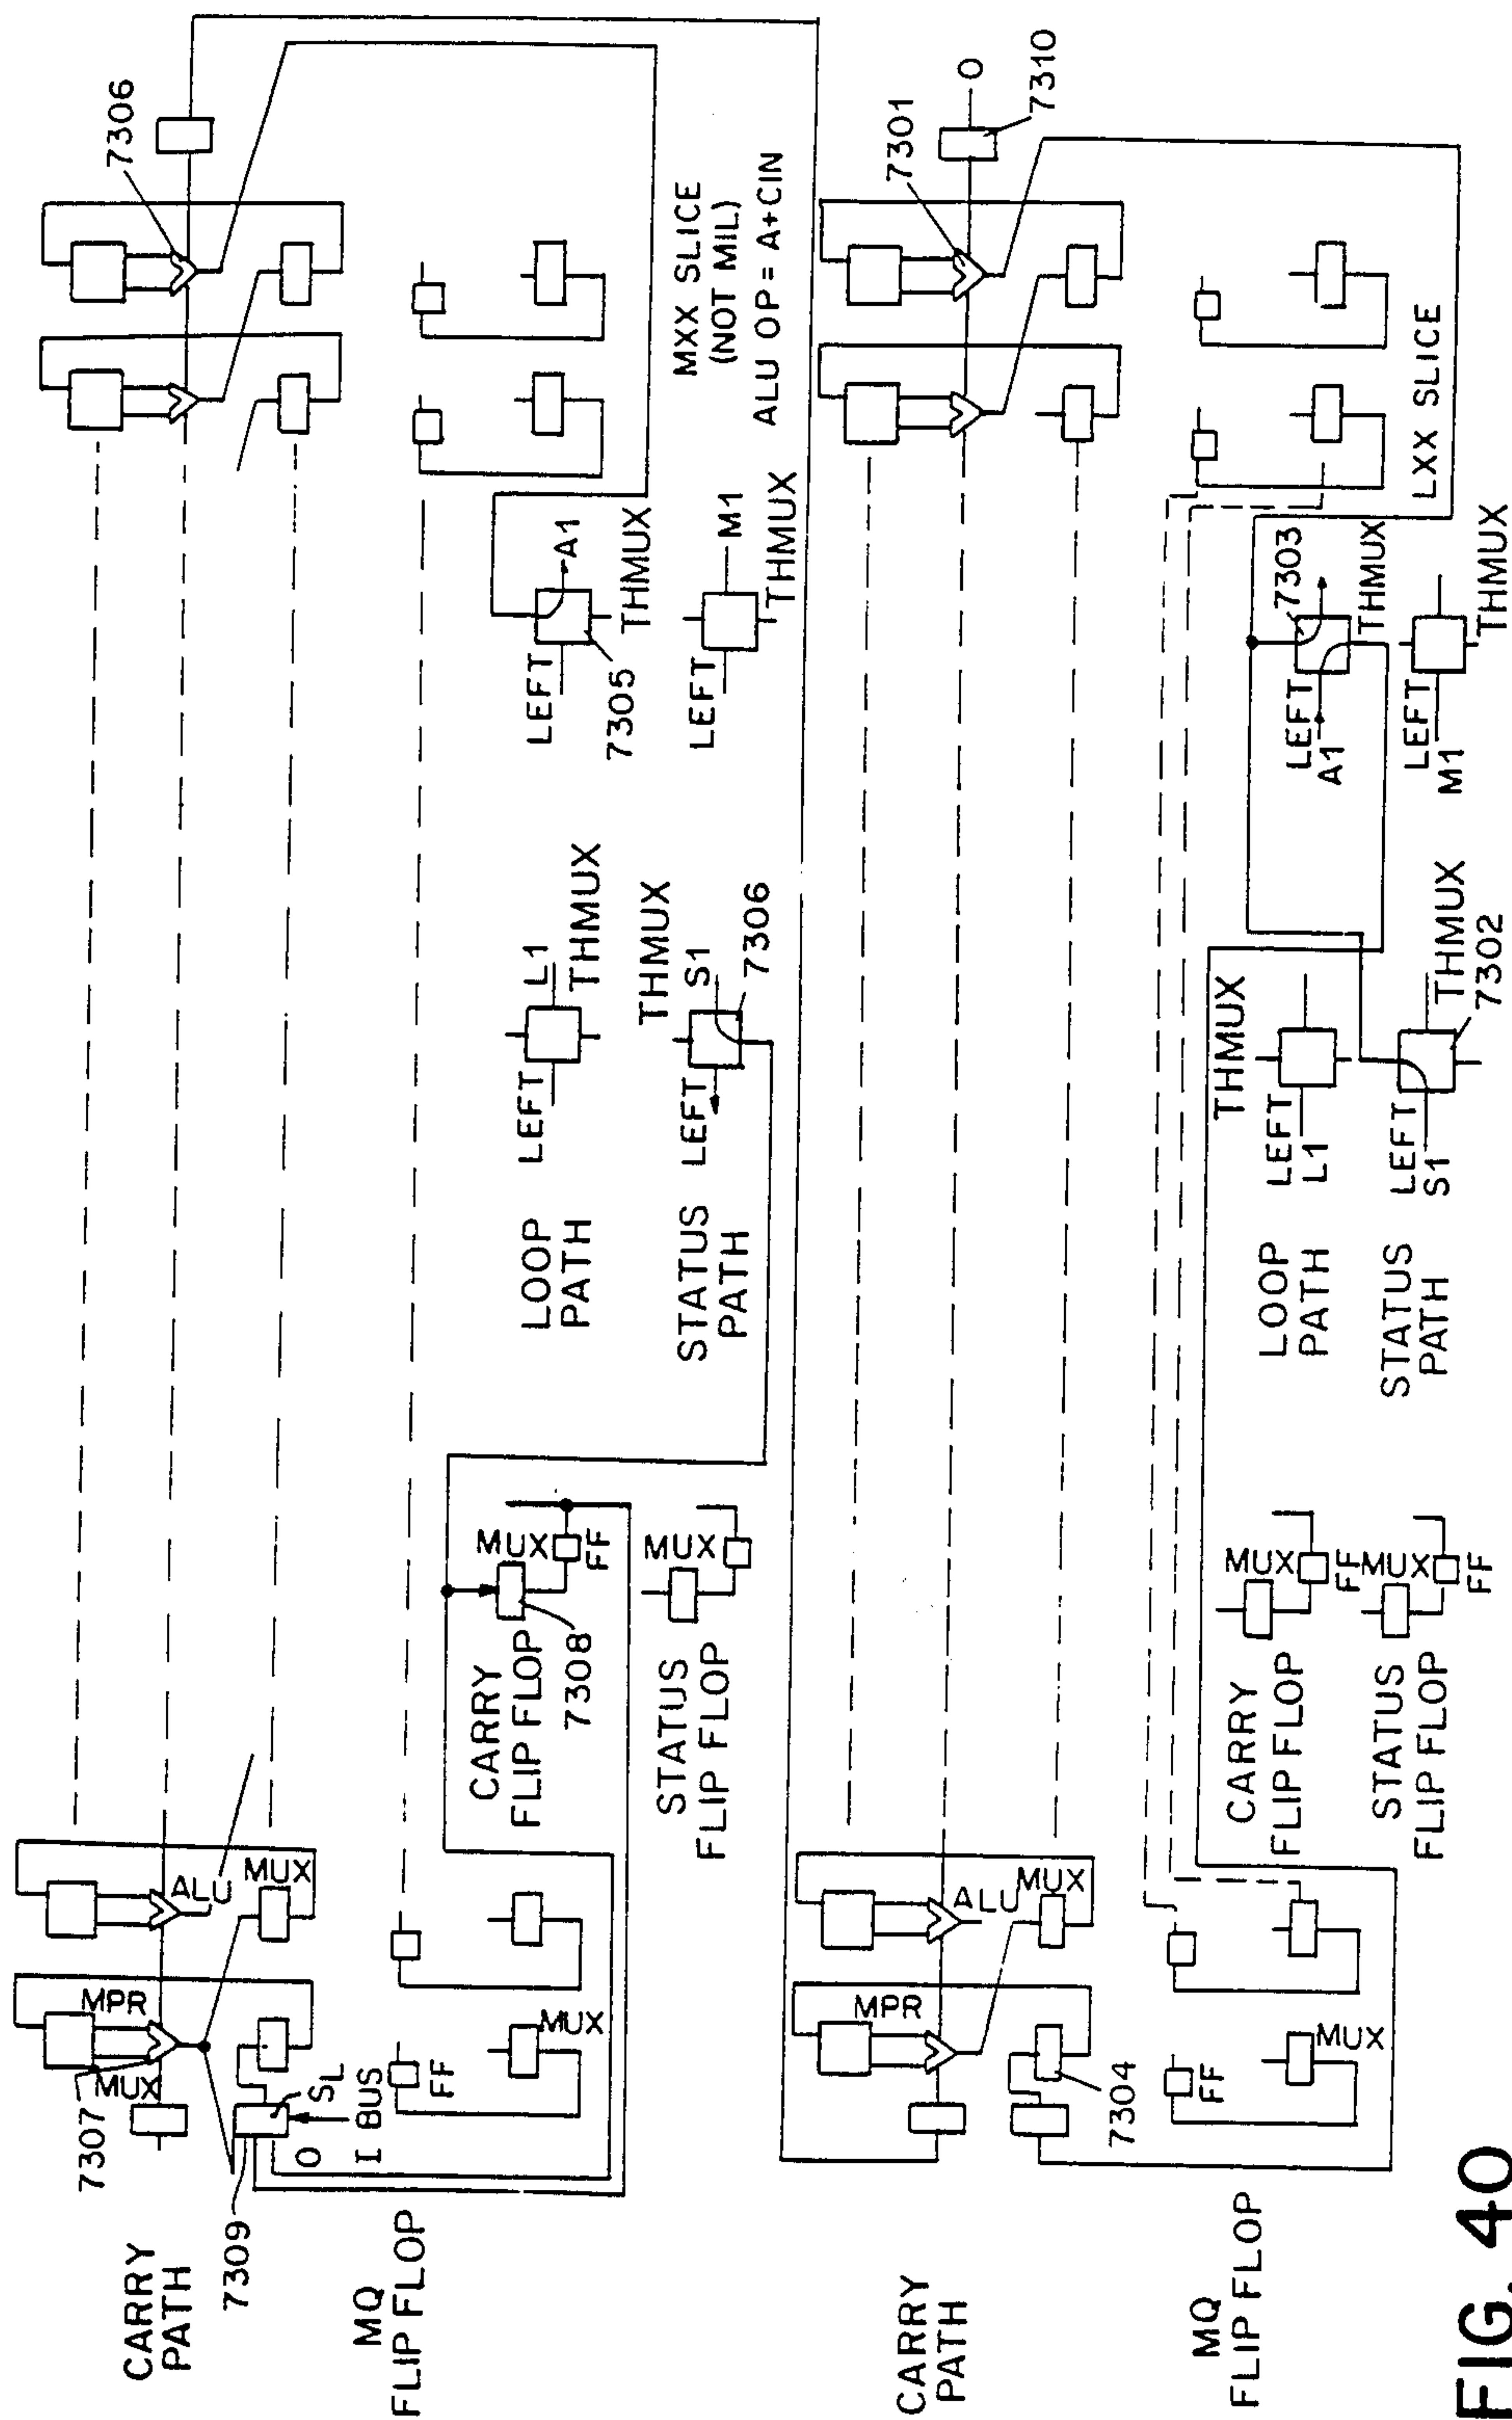 7306
7307
MPR
MUX
ALU
MUX
CARRY
PATH
7309
SL
O
I BUS
MQ
FLIP FLOP
FF
MUX
CARRY
FLIP FLOP
7308
MUX
FF
STATUS
FLIP FLOP
MUX
LOOP
PATH
LEFT
L1
THMUX
STATUS
PATH
LEFT
THMUX
S1
7306
LEFT
7305
A1
THMUX
LEFT
M1
THMUX
MXX SLICE
(NOT MIL)
ALU OP = A+CIN
7301
O
7310
CARRY
PATH
MPR
ALU
MUX
7304
MQ
FLIP FLOP
FF
MUX
CARRY
FLIP FLOP
MUX
FF
STATUS
FLIP FLOP
MUX
FF
LOOP
PATH
THMUX
LEFT
L1
STATUS
PATH
LEFT
S1
THMUX
7302
7303
LEFT
A1
THMUX
LEFT
M1
THMUX
LXX SLICE
FIG. 40